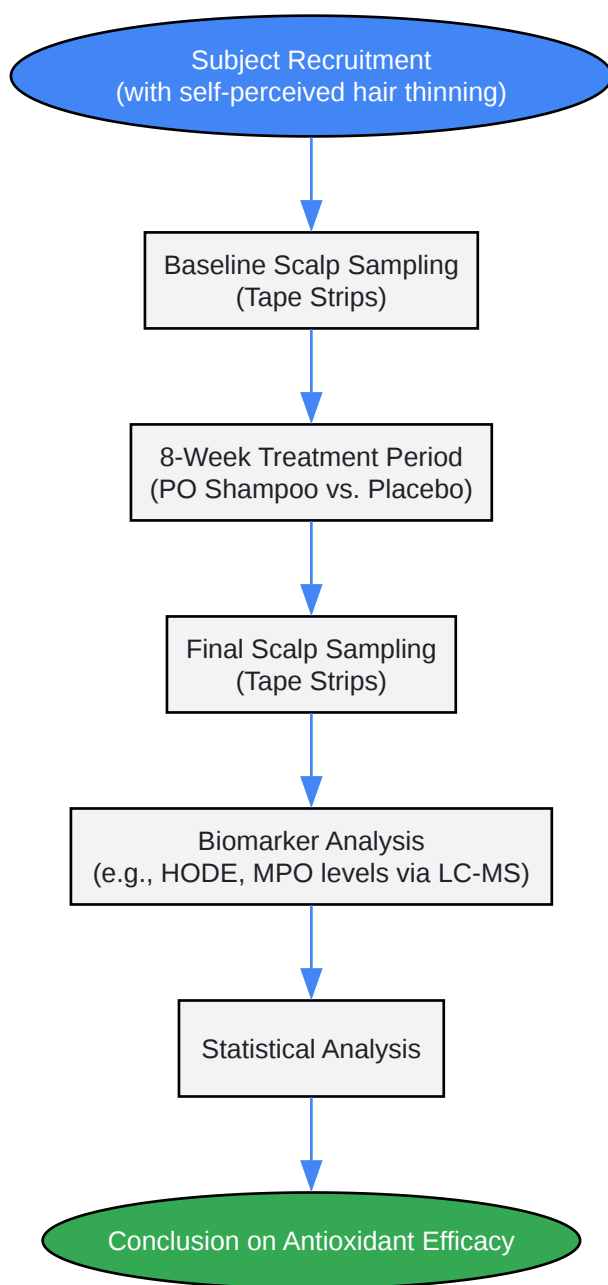 Subject Recruitment
(with self-perceived hair thinning)
Baseline Scalp Sampling
(Tape Strips)
8-Week Treatment Period
(PO Shampoo vs. Placebo)
Final Scalp Sampling
(Tape Strips)
Biomarker Analysis
(e.g., HODE, MPO levels via LC-MS)
Statistical Analysis
Conclusion on Antioxidant Efficacy